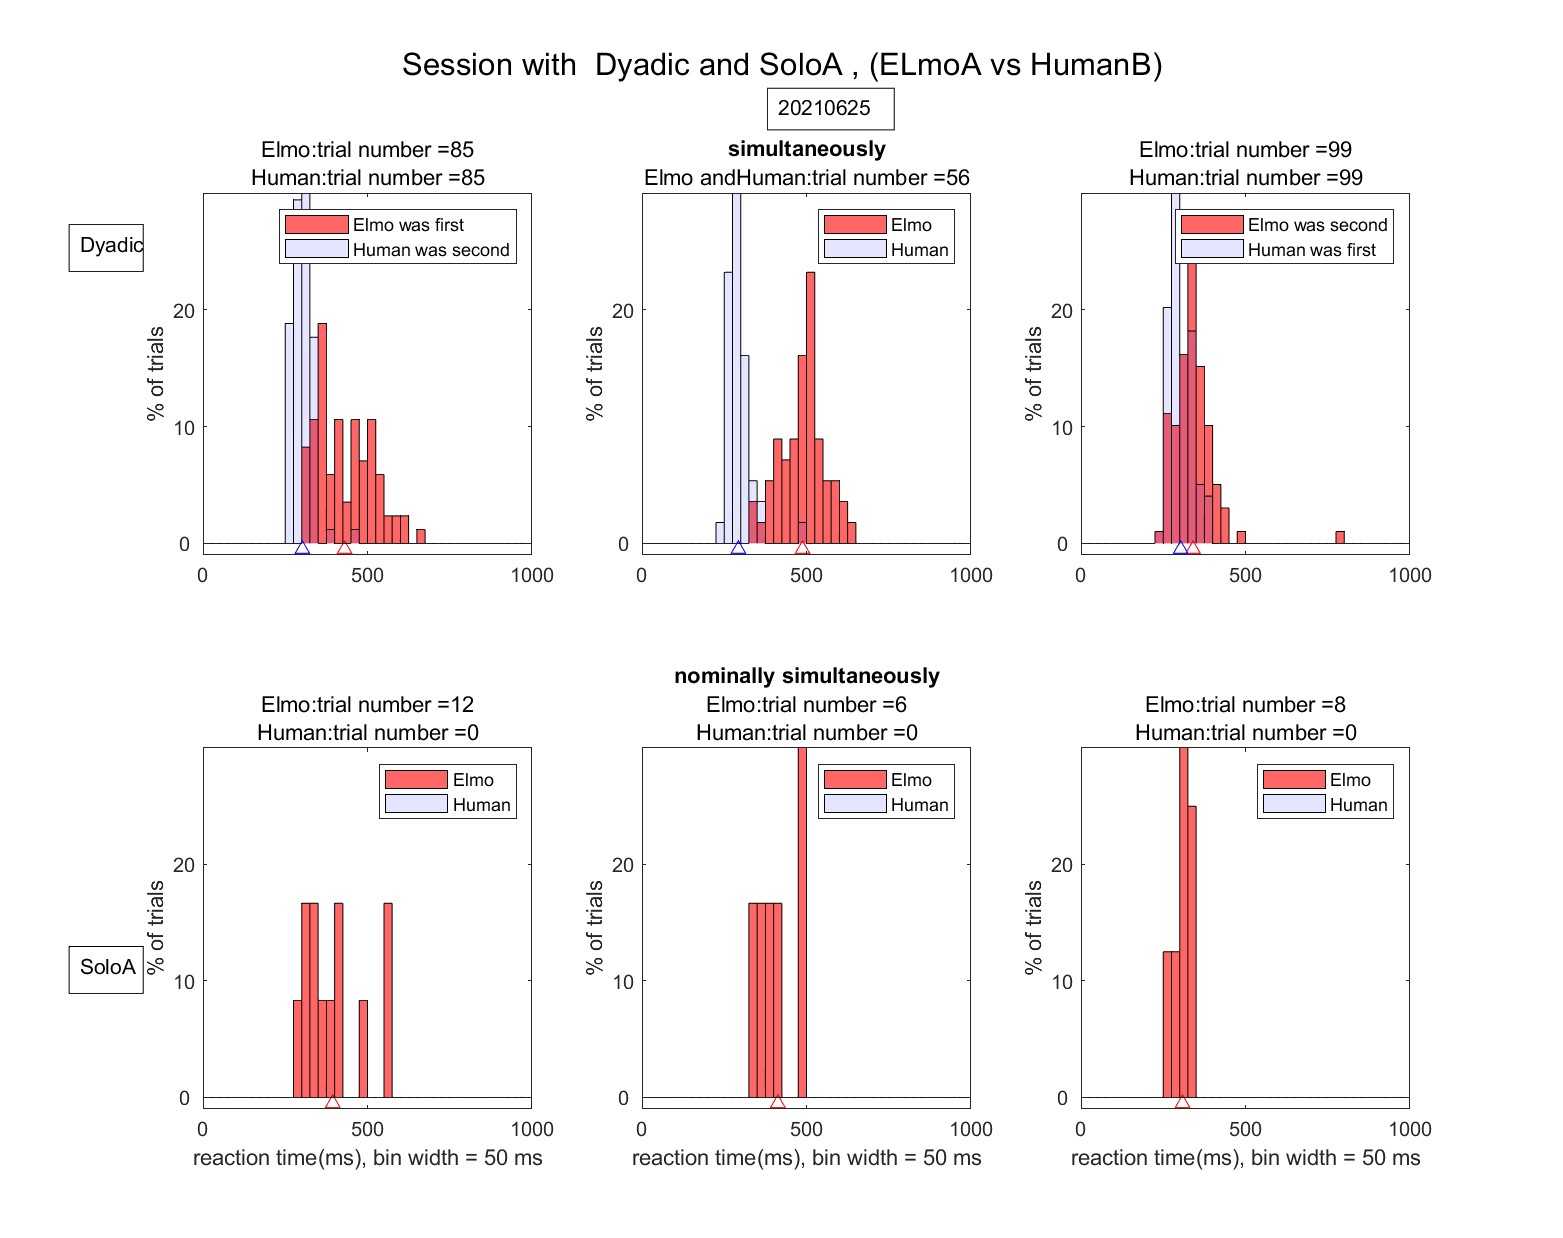 Session with  Dyadic and SoloA , (ELmoA vs HumanB)
20210625
Dyadic
Elmo:trial number =85
Human:trial number =85
Elmo was first
Human was second
% of trials
20
10
0
0 500 1000
simultaneously
Elmo andHuman:trial number =56
Elmo
Human
% of trials
20
10
0
0 500 1000
Elmo:trial number =99
Human:trial number =99
Elmo was second
Human was first
% of trials
20
10
0
0 500 1000
SoloA
Elmo:trial number =12
Human:trial number =0
Elmo
Human
% of trials
20
10
0
0 500 1000
reaction time(ms), bin width = 50 ms
nominally simultaneously
Elmo:trial number =6
Human:trial number =0
Elmo
Human
% of trials
20
10
0
0 500 1000
reaction time(ms), bin width = 50 ms
Elmo:trial number =8
Human:trial number =0
Elmo
Human
% of trials
20
10
0
0 500 1000
reaction time(ms), bin width = 50 ms